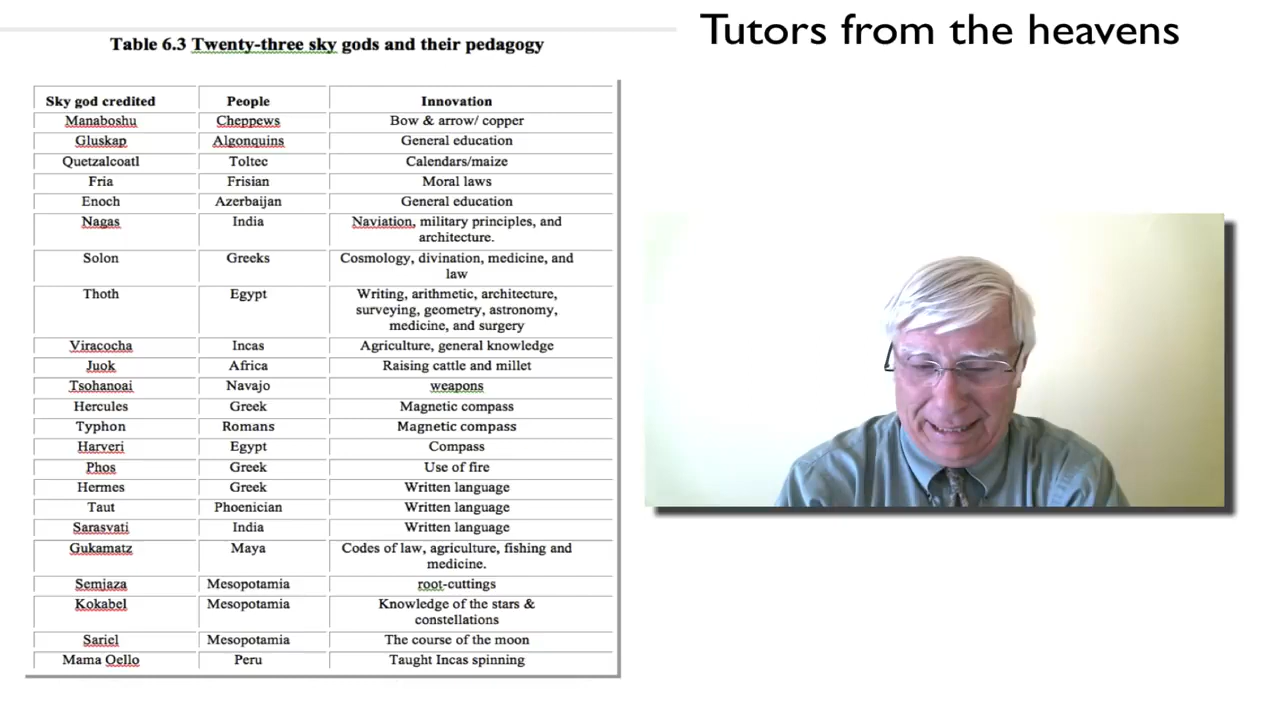 Tutors from the heavens
Table 6.3 Twenty-three sky gods and their pedagogy
Sky god credited People Innovation
Manaboshu Cheppews Bow & arrow/ copper
Gluskap Algonquins General education
Quetzalcoatl Toltec Calendars/maize
Fria Frisian Moral laws
Enoch Azerbaijan General education
Nagas India Naviation, military principles, and
architecture.
Solon Greeks Cosmology, divination, medicine, and
law
Thoth Egypt Writing, arithmetic, architecture,
surveying, geometry, astronomy,
medicine, and surgery
Viracocha Incas Agriculture, general knowledge
Juok Africa Raising cattle and millet
Tsohanoai Navajo weapons
Hercules Greek Magnetic compass
Typhon Romans Magnetic compass
Harveri Egypt Compass
Phos Greek Use of fire
Hermes Greek Written language
Taut Phoenician Written language
Sarasvati India Written language
Gukamatz Maya Codes of law, agriculture, fishing and
medicine.
Semjaza Mesopotamia root-cuttings
Kokabel Mesopotamia Knowledge of the stars &
constellations
Sariel Mesopotamia The course of the moon
Mama Oello Peru Taught Incas spinning